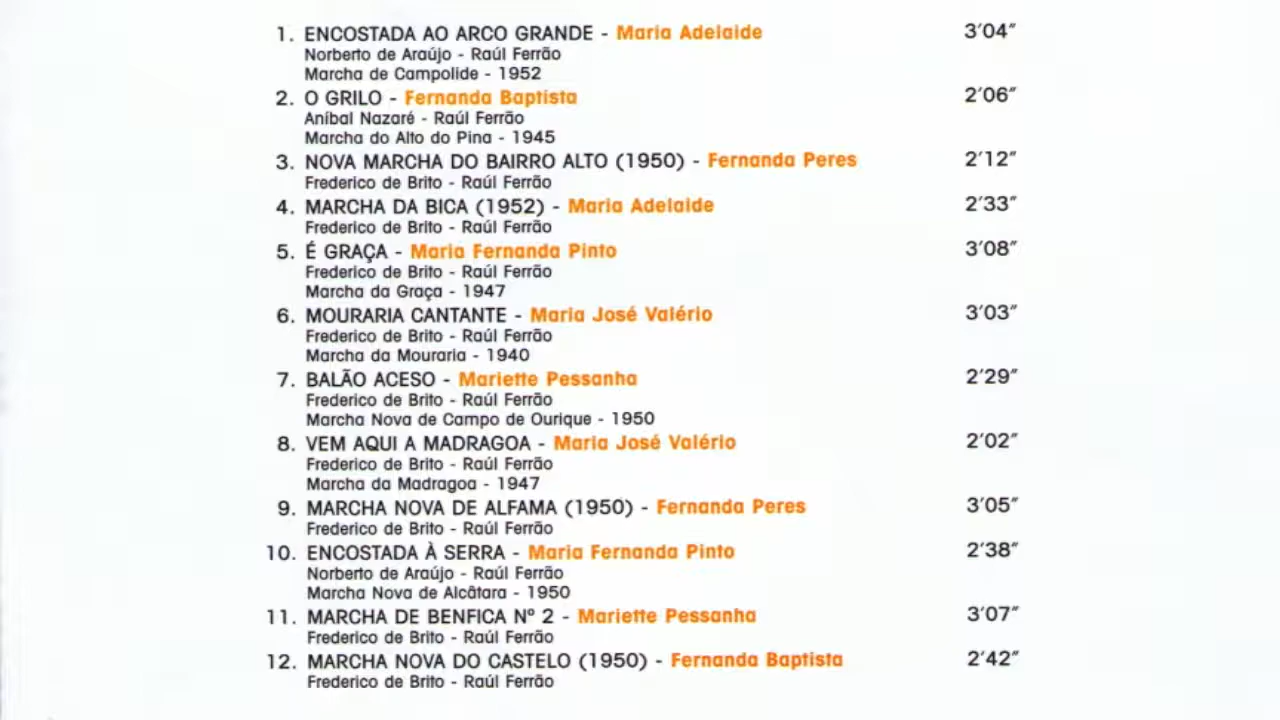 1. ENCOSTADA AO ARCO GRANDE - Maria Adelaide 3'04"
Norberto de Araújo - Raúl Ferrão
Marcha de Campolide - 1952
2. O GRILO - Fernanda Baptista 2'06"
Aníbal Nazaré - Raúl Ferrão
Marcha do Alto do Pina - 1945
3. NOVA MARCHA DO BAIRRO ALTO (1950) - Fernanda Peres 2'12"
Frederico de Brito - Raúl Ferrão
4. MARCHA DA BICA (1952) - Maria Adelaide 2'33"
Frederico de Brito - Raúl Ferrão
5. É GRAÇA - Maria Fernanda Pinto 3'08"
Frederico de Brito - Raúl Ferrão
Marcha da Graça - 1947
6. MOURARIA CANTANTE - Maria José Valério 3'03"
Frederico de Brito - Raúl Ferrão
Marcha da Mouraria - 1940
7. BALÃO ACESO - Mariette Pessanha 2'29"
Frederico de Brito - Raúl Ferrão
Marcha Nova de Campo de Ourique - 1950
8. VEM AQUI A MADRAGOA - Maria José Valério 2'02"
Frederico de Brito - Raúl Ferrão
Marcha da Madragoa - 1947
9. MARCHA NOVA DE ALFAMA (1950) - Fernanda Peres 3'05"
Frederico de Brito - Raúl Ferrão
10. ENCOSTADA À SERRA - Maria Fernanda Pinto 2'38"
Norberto de Araújo - Raúl Ferrão
Marcha Nova de Alcâtara - 1950
11. MARCHA DE BENFICA Nº 2 - Mariette Pessanha 3'07"
Frederico de Brito - Raúl Ferrão
12. MARCHA NOVA DO CASTELO (1950) - Fernanda Baptista 2'42"
Frederico de Brito - Raúl Ferrão